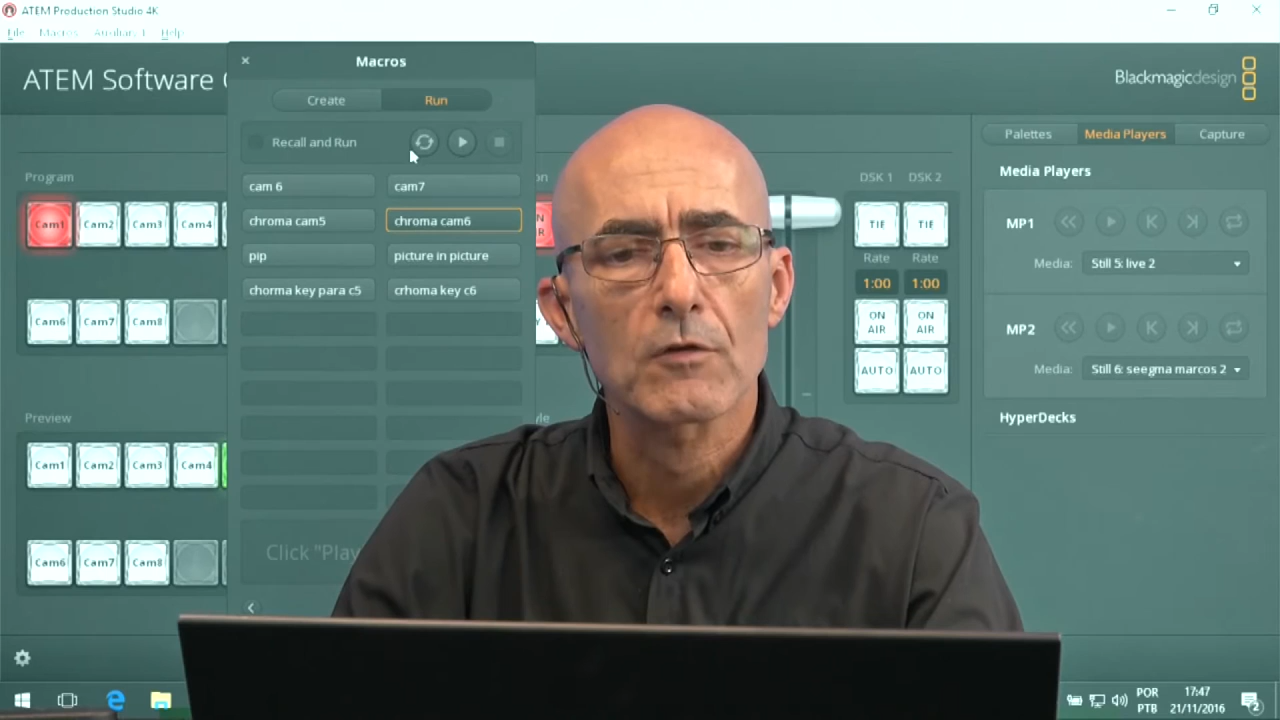 ATEM Production Studio 4K
File Macros Auxiliary 1 Help
ATEM Software
Blackmagicdesign
Macros
Create Run
Recall and Run
cam 6 cam7
chroma cam5 chroma cam6
pip picture in picture
chorma key para c5 crhoma key c6
Click "Play
Program
Cam1 Cam2 Cam3 Cam4
Cam6 Cam7 Cam8
Preview
Cam1 Cam2 Cam3 Cam4
Cam6 Cam7 Cam8
DSK 1 DSK 2
TIE TIE
Rate Rate
1:00 1:00
ON AIR ON AIR
AUTO AUTO
Palettes Media Players Capture
Media Players
MP1
Media: Still 5: live 2
MP2
Media: Still 6: seegma marcos 2
HyperDecks
POR
PTB
17:47
21/11/2016
2